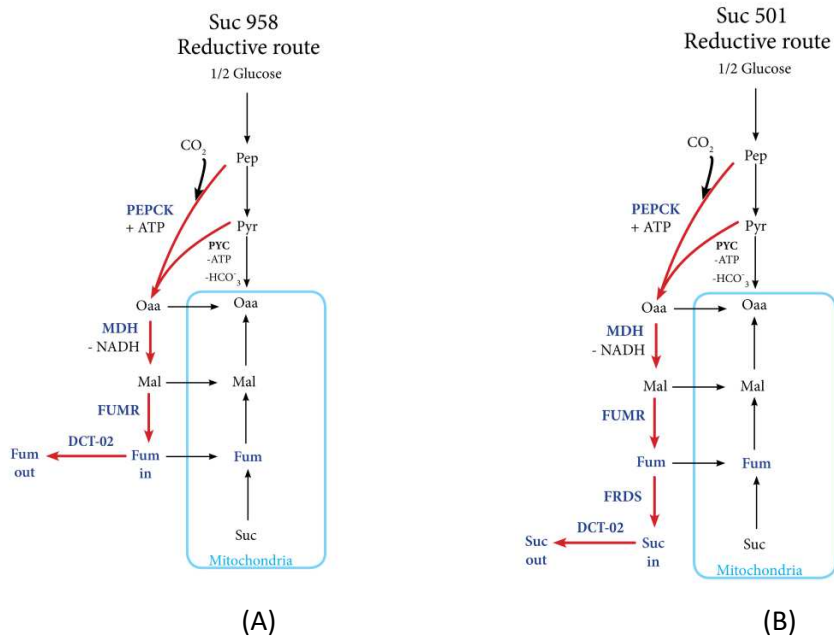 Suc 958
Reductive route
1/2 Glucose
CO2
Pep
PEPCK
+ ATP
Pyr
PYC
-ATP
-HCO-3
Oaa
Oaa
MDH
- NADH
Mal
Mal
FUMR
DCT-02
Fum
out
Fum
in
Fum
Suc
Mitochondria
(A)
Suc 501
Reductive route
1/2 Glucose
CO2
Pep
PEPCK
+ ATP
Pyr
PYC
-ATP
-HCO-3
Oaa
Oaa
MDH
- NADH
Mal
Mal
FUMR
Fum
Fum
FRDS
DCT-02
Suc
out
Suc
in
Suc
Mitochondria
(B)